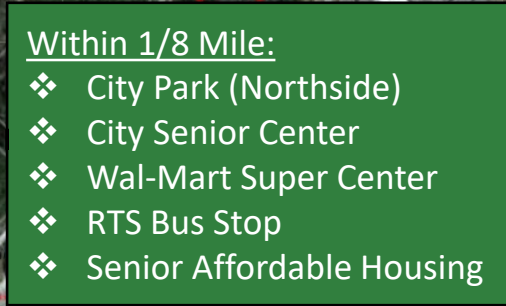 Within 1/8 Mile:
❖ City Park (Northside)
❖ City Senior Center
❖ Wal-Mart Super Center
❖ RTS Bus Stop
❖ Senior Affordable Housing